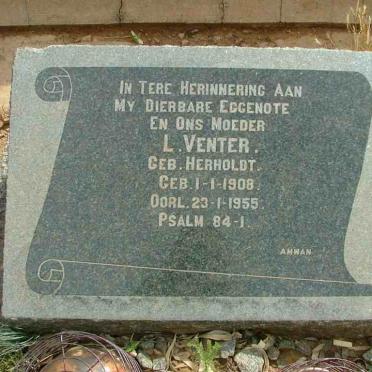 IN TERE HERINNERING AAN
MY DIERBARE EGGENOTE
EN ONS MOEDER
L. VENTER.
GEB. HERHOLDT.
GEB. 1-1-1908.
OORL. 23-1-1955.
PSALM 84-1.
AHMAN